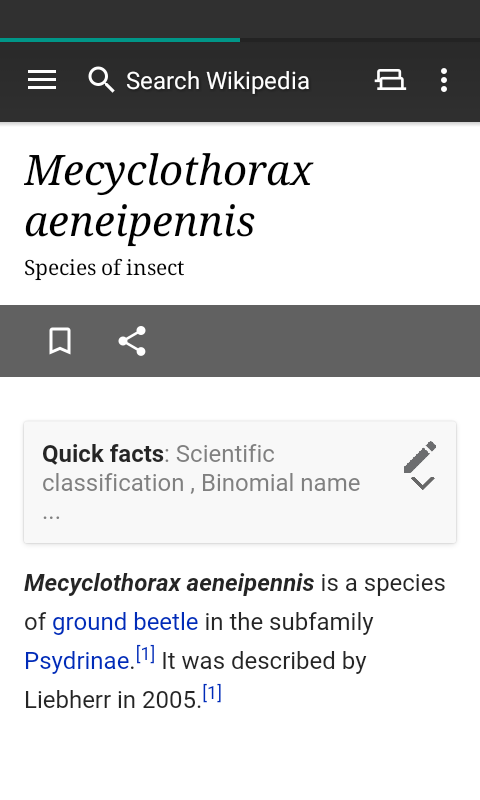 Search Wikipedia
Mecyclothorax
aeneipennis
Species of insect
Quick facts: Scientific
classification , Binomial name
...
Mecyclothorax aeneipennis is a species
of ground beetle in the subfamily
Psydrinae.[1] It was described by
Liebherr in 2005.[1]